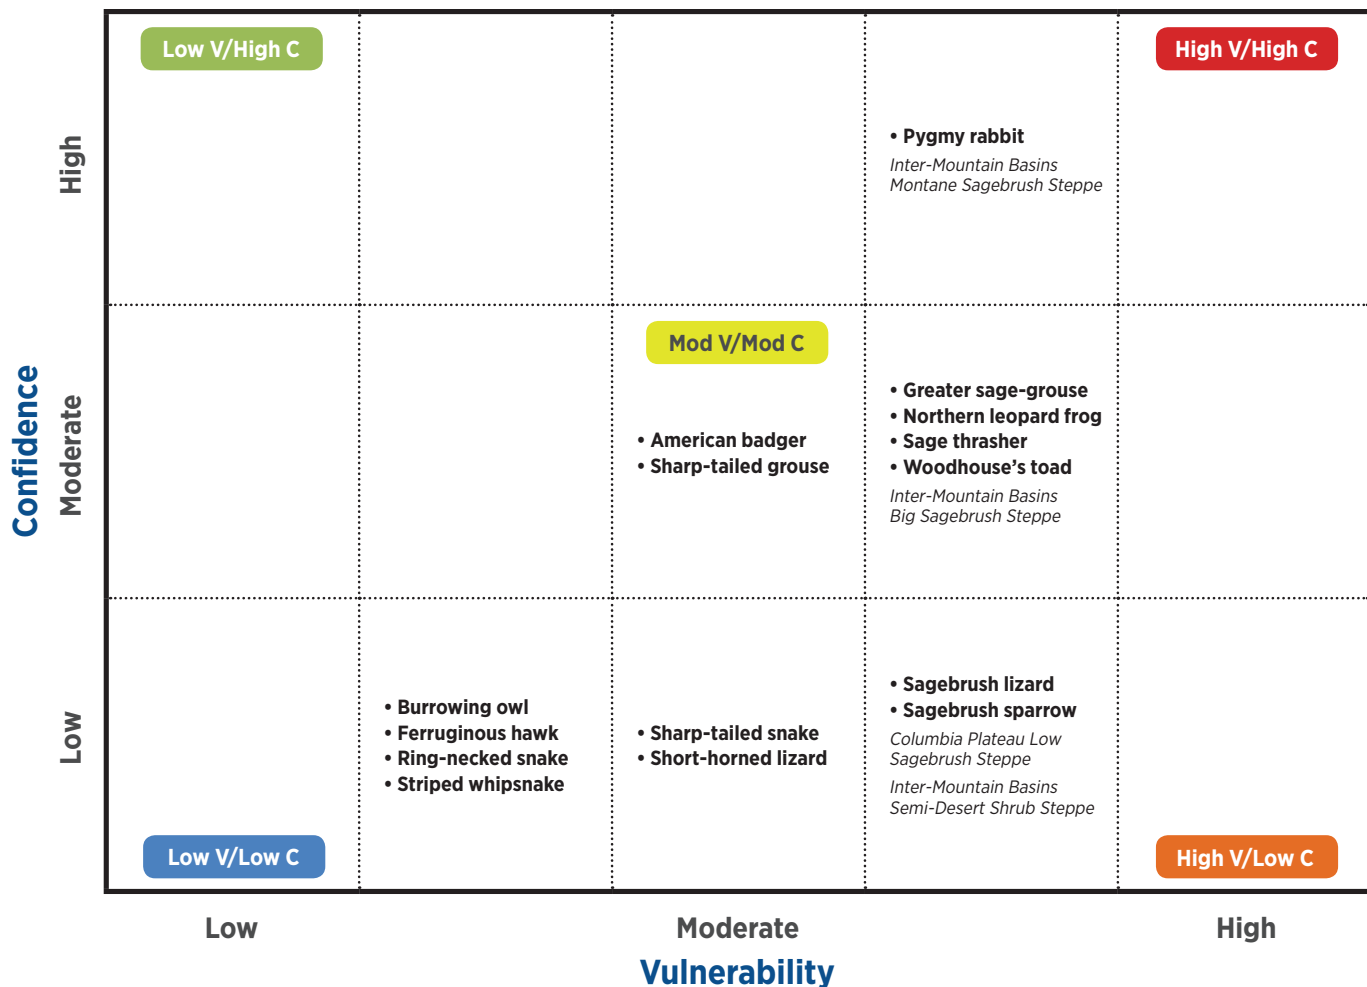 Low V/High C
High V/High C
High
• Pygmy rabbit
Inter-Mountain Basins
Montane Sagebrush Steppe
Confidence
Moderate
Mod V/Mod C
• American badger
• Sharp-tailed grouse
• Greater sage-grouse
• Northern leopard frog
• Sage thrasher
• Woodhouse’s toad
Inter-Mountain Basins
Big Sagebrush Steppe
Low
• Burrowing owl
• Ferruginous hawk
• Ring-necked snake
• Striped whipsnake
• Sharp-tailed snake
• Short-horned lizard
• Sagebrush lizard
• Sagebrush sparrow
Columbia Plateau Low
Sagebrush Steppe
Inter-Mountain Basins
Semi-Desert Shrub Steppe
Low V/Low C
High V/Low C
Low
Moderate
High
Vulnerability